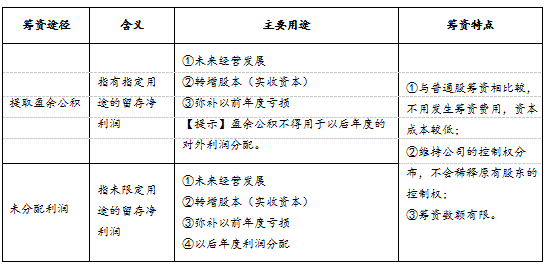 筹资途径
含义
主要用途
筹资特点
提取盈余公积
指有指定用
途的留存净
利润
①未来经营发展
②转增股本（实收资本）
③弥补以前年度亏损
【提示】盈余公积不得用于以后年度的
对外利润分配。
①与普通股筹资相比较，
不用发生筹资费用，资本
成本较低；
②维持公司的控制权分
布，不会稀释原有股东的
控制权；
③筹资数额有限。
未分配利润
指未限定用
途的留存净
利润
①未来经营发展
②转增股本（实收资本）
③弥补以前年度亏损
④以后年度利润分配